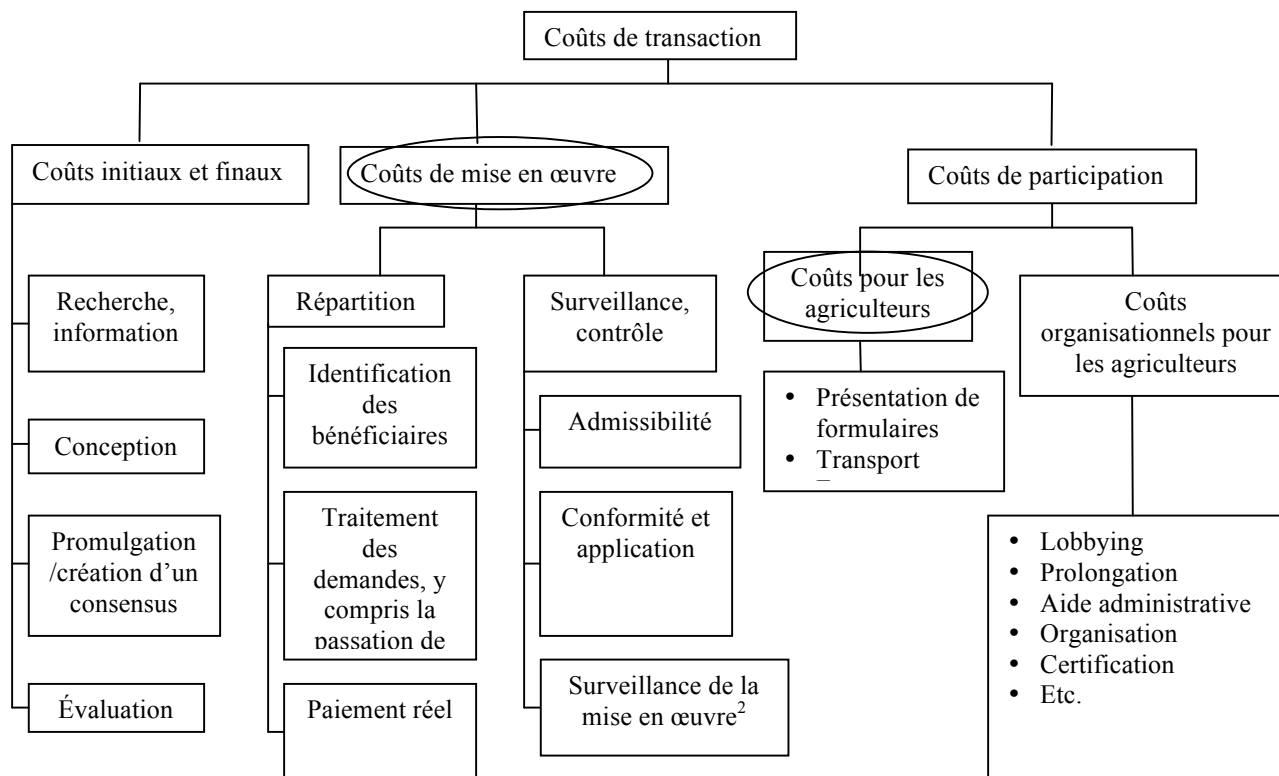 Coûts de transaction
Coûts initiaux et finaux
Coûts de mise en œuvre
Coûts de participation
Recherche,
information
Conception
Promulgation
/création d’un
consensus
Évaluation
Répartition
Identification
des
bénéficiaires
Traitement
des
demandes, y
compris la
passation de
Paiement réel
Surveillance,
contrôle
Admissibilité
Conformité et
application
Surveillance de la
mise en œuvre²
Coûts pour les
agriculteurs
• Présentation de
formulaires
• Transport
Coûts
organisationnels pour
les agriculteurs
• Lobbying
• Prolongation
• Aide administrative
• Organisation
• Certification
• Etc.